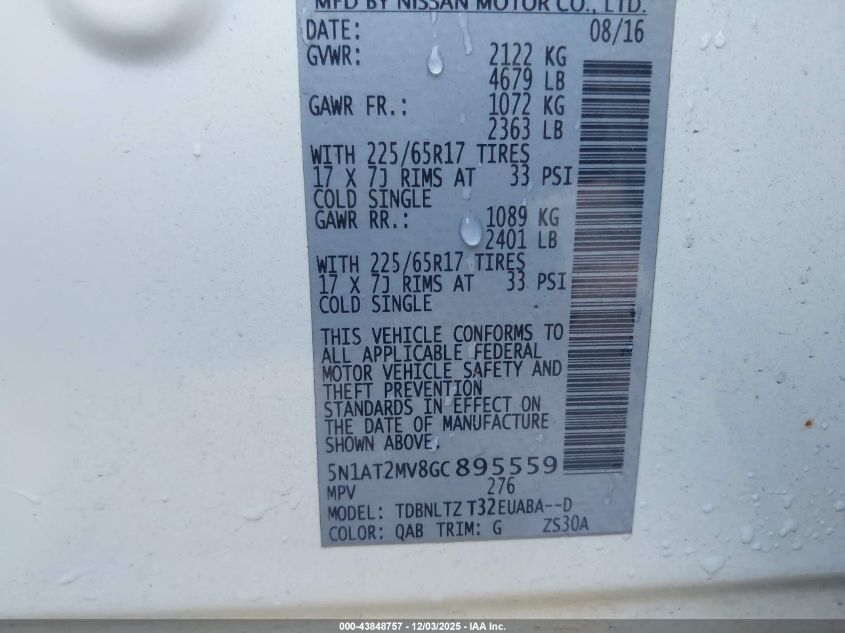 MFD BY NISSAN MOTOR CO., LTD.
DATE: 08/16
GVWR: 2122 KG
4679 LB
GAWR FR.: 1072 KG
2363 LB
WITH 225/65R17 TIRES
17 X 7J RIMS AT 33 PSI
COLD SINGLE
GAWR RR.: 1089 KG
2401 LB
WITH 225/65R17 TIRES
17 X 7J RIMS AT 33 PSI
COLD SINGLE
THIS VEHICLE CONFORMS TO
ALL APPLICABLE FEDERAL
MOTOR VEHICLE SAFETY AND
THEFT PREVENTION
STANDARDS IN EFFECT ON
THE DATE OF MANUFACTURE
SHOWN ABOVE.
5N1AT2MV8GC895559
MPV 276
MODEL: TDBNLTZ T32EUABA--D
COLOR: QAB TRIM: G ZS30A
000-43848757 - 12/03/2025 - IAA Inc.